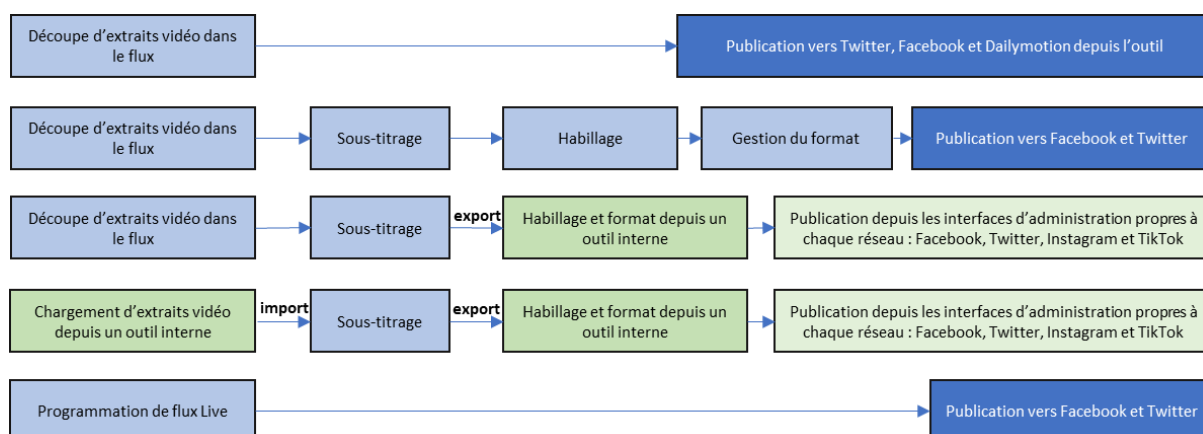 Découpe d'extraits vidéo dans
le flux
Publication vers Twitter, Facebook et Dailymotion depuis l'outil
Découpe d'extraits vidéo dans
le flux
Sous-titrage
Habillage
Gestion du format
Publication vers Facebook et Twitter
Découpe d'extraits vidéo dans
le flux
Sous-titrage
export
Habillage et format depuis un
outil interne
Publication depuis les interfaces d'administration propres à
chaque réseau : Facebook, Twitter, Instagram et TikTok
Chargement d'extraits vidéo
depuis un outil interne
import
Sous-titrage
export
Habillage et format depuis un
outil interne
Publication depuis les interfaces d'administration propres à
chaque réseau : Facebook, Twitter, Instagram et TikTok
Programmation de flux Live
Publication vers Facebook et Twitter